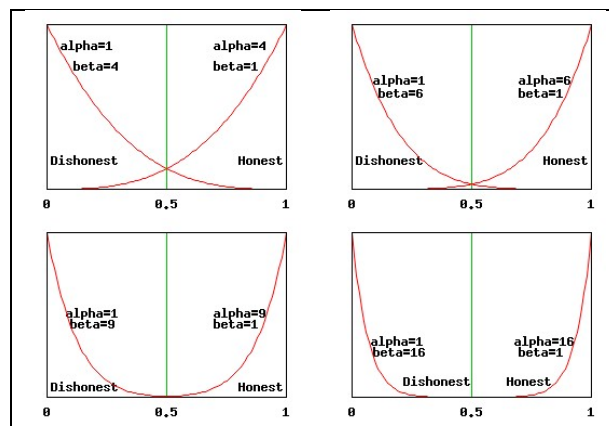 alpha=1
beta=4
alpha=4
beta=1
Dishonest
Honest
0
0.5
1
alpha=1
beta=6
alpha=6
beta=1
Dishonest
Honest
0
0.5
1
alpha=1
beta=9
alpha=9
beta=1
Dishonest
Honest
0
0.5
1
alpha=1
beta=16
alpha=16
beta=1
Dishonest
Honest
0
0.5
1